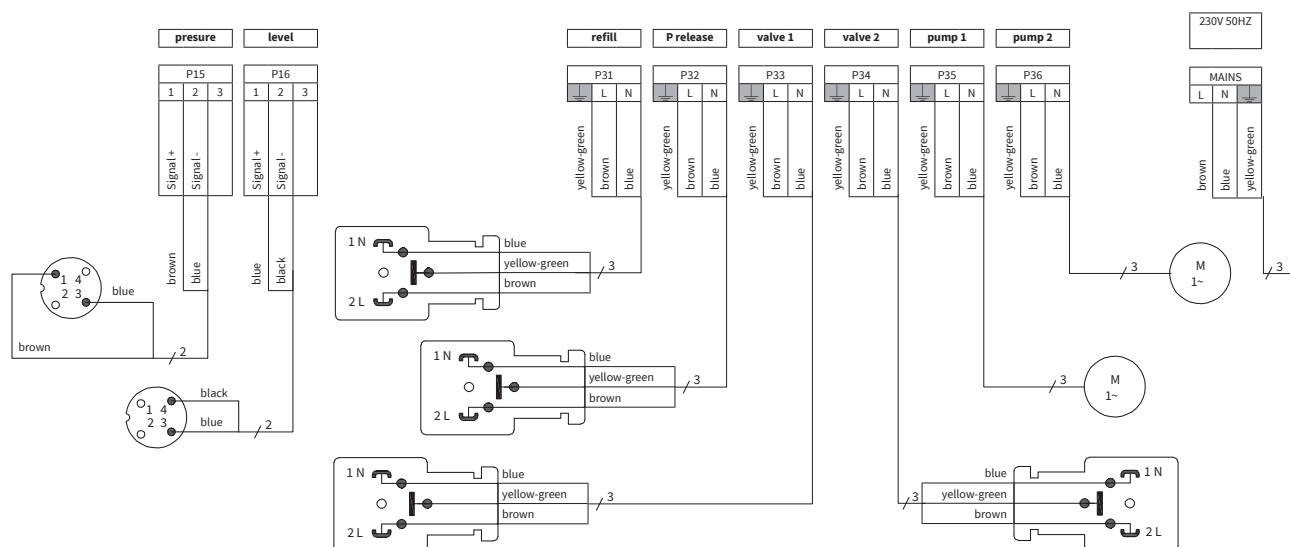 230V 50HZ
presure level refill P release valve 1 valve 2 pump 1 pump 2
P15 P16 P31 P32 P33 P34 P35 P36 MAINS
1 2 3 1 2 3 L N L N L N L N L N L N L N
Signal + Signal - Signal + Signal - yellow-green brown blue yellow-green brown blue yellow-green brown blue yellow-green brown blue yellow-green brown blue yellow-green brown blue brown blue yellow-green
brown blue blue black
1 N blue
yellow-green 3
brown
2 L
1 4
2 3 blue
brown 2
3 M 1~ 3
1 N blue
yellow-green 3
brown
2 L
3 M 1~
black
1 4
2 3 blue 2
1 N blue
yellow-green 3
brown
2 L
blue 1 N
3 yellow-green
brown
2 L